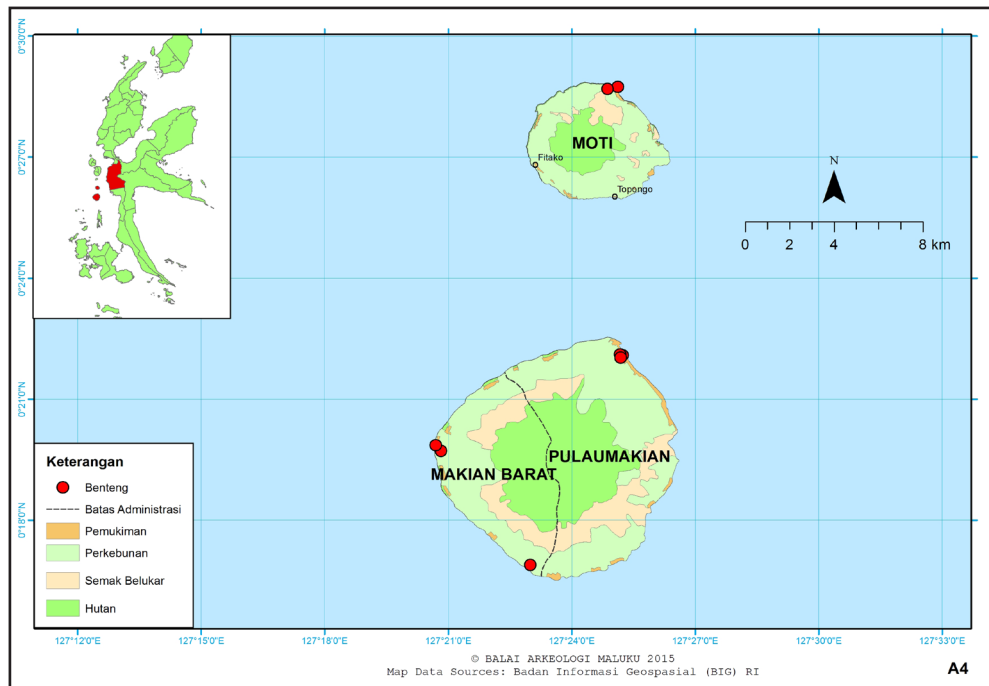 0°30'0"N
0°27'0"N
0°24'0"N
0°21'0"N
0°18'0"N
MOTI
Fitako
Topongo
N
0 2 4 8 km
PULAUMAKIAN
MAKIAN BARAT
Keterangan
Benteng
Batas Administrasi
Pemukiman
Perkebunan
Semak Belukar
Hutan
127°12'0"E 127°15'0"E 127°18'0"E 127°21'0"E 127°24'0"E 127°27'0"E 127°30'0"E 127°33'0"E
© BALAI ARKEOLOGI MALUKU 2015
Map Data Sources: Badan Informasi Geospasial (BIG) RI
A4